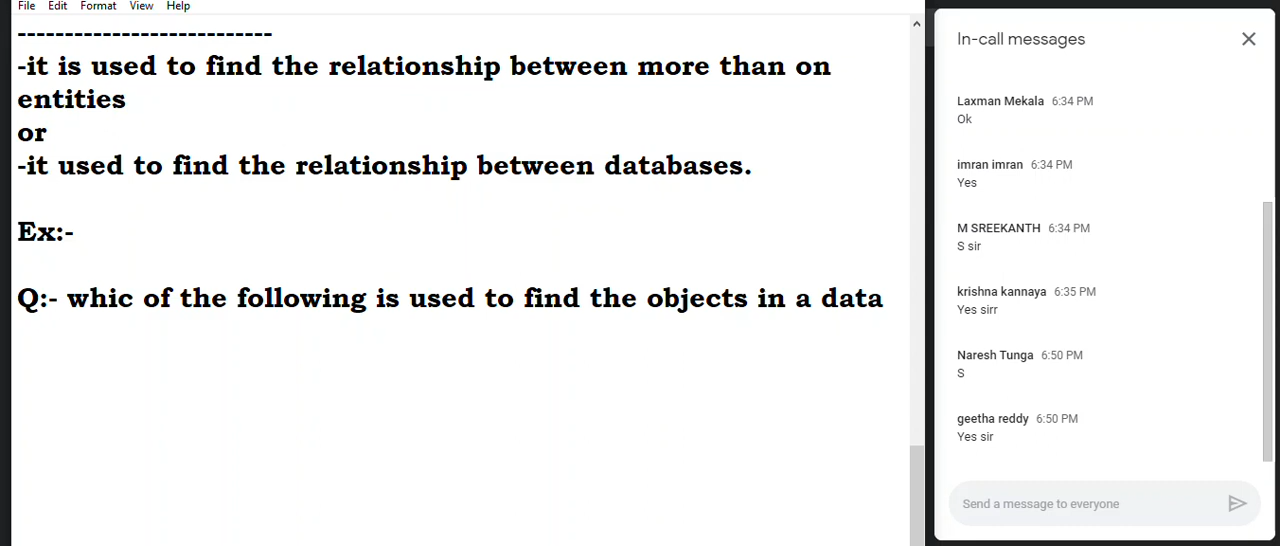 File Edit Format View Help
---------------------------
-it is used to find the relationship between more than on
entities
or
-it used to find the relationship between databases.
Ex:-
Q:- whic of the following is used to find the objects in a data
In-call messages
Laxman Mekala 6:34 PM
Ok
imran imran 6:34 PM
Yes
M SREEKANTH 6:34 PM
S sir
krishna kannaya 6:35 PM
Yes sirr
Naresh Tunga 6:50 PM
S
geetha reddy 6:50 PM
Yes sir
Send a message to everyone